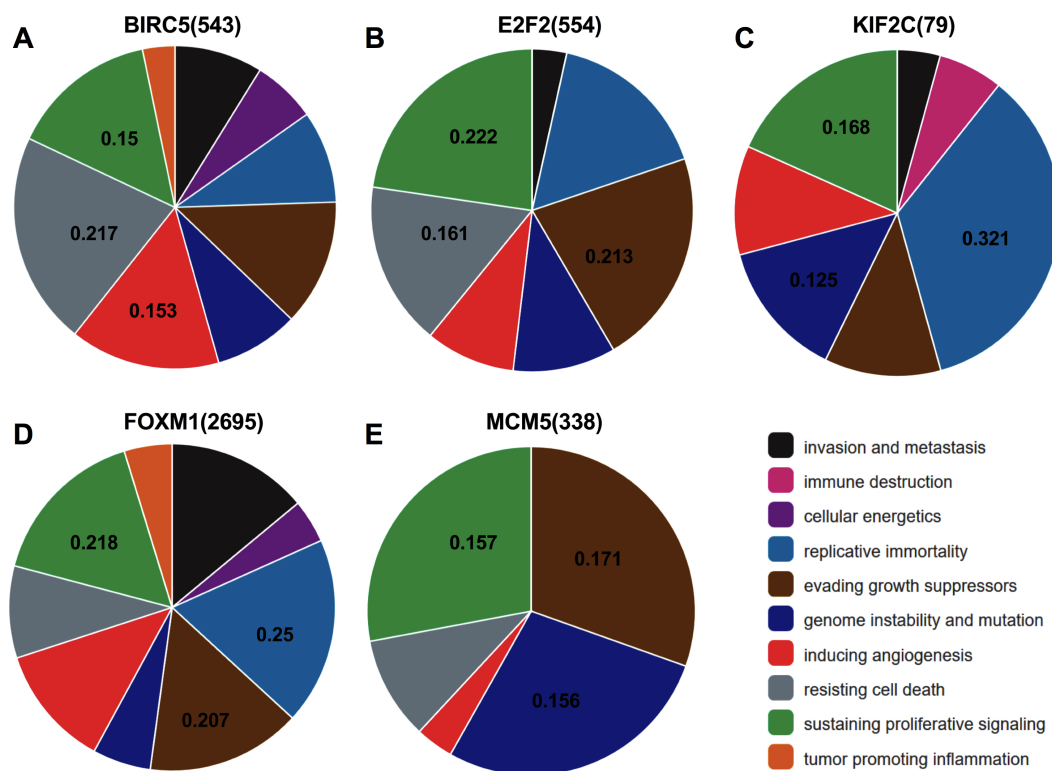 A
BIRC5(543)
0.15
0.217
0.153
B
E2F2(554)
0.222
0.161
0.213
C
KIF2C(79)
0.168
0.321
0.125
D
FOXM1(2695)
0.218
0.25
0.207
E
MCM5(338)
0.157
0.171
0.156
invasion and metastasis
immune destruction
cellular energetics
replicative immortality
evading growth suppressors
genome instability and mutation
inducing angiogenesis
resisting cell death
sustaining proliferative signaling
tumor promoting inflammation